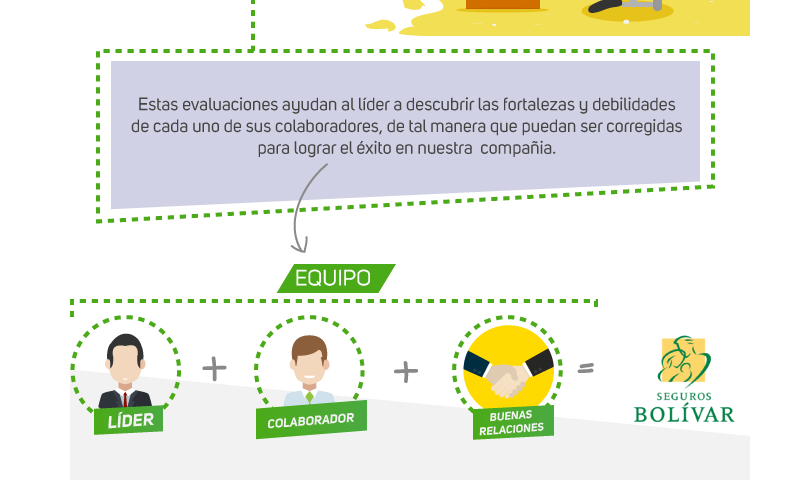 Estas evaluaciones ayudan al líder a descubrir las fortalezas y debilidades
de cada uno de sus colaboradores, de tal manera que puedan ser corregidas
para lograr el éxito en nuestra compañia.
EQUIPO
LÍDER
+
COLABORADOR
+
BUENAS
RELACIONES
=
SEGUROS
BOLÍVAR